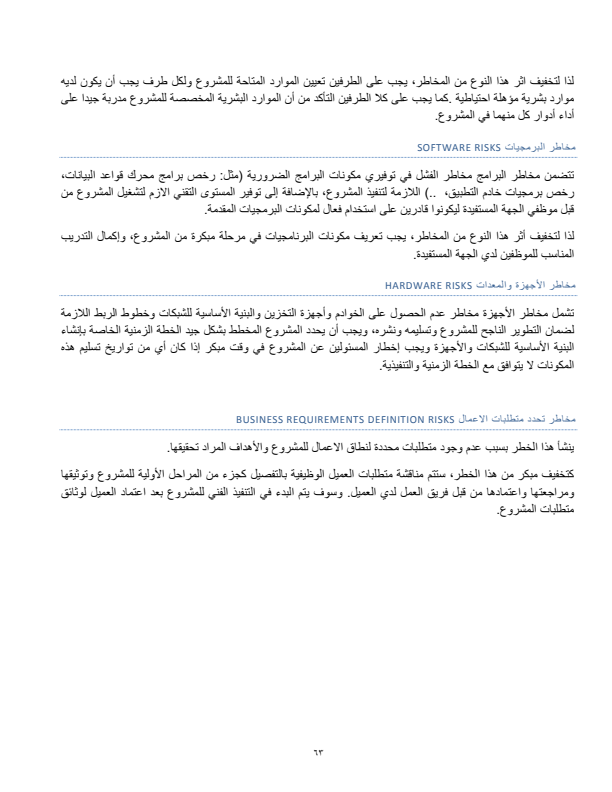 لذا لتخفيف اثر هذا النوع من المخاطر، يجب على الطرفين تعيين الموارد المتاحة للمشروع ولكل طرف يجب أن يكون لديه
موارد بشرية مؤهلة احتياطية .كما يجب على كلا الطرفين التأكد من أن الموارد البشرية المخصصة للمشروع مدربة جيدا على
أداء أدوار كل منهما في المشروع.
مخاطر البرمجيات SOFTWARE RISKS
تتضمن مخاطر البرامج مخاطر الفشل في توفيري مكونات البرامج الضرورية (مثل: رخص برامج محرك قواعد البيانات،
رخص برمجيات خادم التطبيق، ..) اللازمة لتنفيذ المشروع، بالإضافة إلى توفير المستوى التقني الازم لتشغيل المشروع من
قبل موظفي الجهة المستفيدة ليكونوا قادرين على استخدام فعال لمكونات البرمجيات المقدمة.
لذا لتخفيف أثر هذا النوع من المخاطر، يجب تعريف مكونات البرنامجيات في مرحلة مبكرة من المشروع، وإكمال التدريب
المناسب للموظفين لدي الجهة المستفيدة.
مخاطر الأجهزة والمعدات HARDWARE RISKS
تشمل مخاطر الأجهزة مخاطر عدم الحصول على الخوادم وأجهزة التخزين والبنية الأساسية للشبكات وخطوط الربط اللازمة
لضمان التطوير الناجح للمشروع وتسليمه ونشره، ويجب أن يحدد المشروع المخطط بشكل جيد الخطة الزمنية الخاصة بإنشاء
البنية الأساسية للشبكات والأجهزة ويجب إخطار المسئولين عن المشروع في وقت مبكر إذا كان أي من تواريخ تسليم هذه
المكونات لا يتوافق مع الخطة الزمنية والتنفيذية.
مخاطر تحدد متطلبات الاعمال BUSINESS REQUIREMENTS DEFINITION RISKS
ينشأ هذا الخطر بسبب عدم وجود متطلبات محددة لنطاق الاعمال للمشروع والأهداف المراد تحقيقها.
كتخفيف مبكر من هذا الخطر، ستتم مناقشة متطلبات العميل الوظيفية بالتفصيل كجزء من المراحل الأولية للمشروع وتوثيقها
ومراجعتها واعتمادها من قبل فريق العمل لدي العميل. وسوف يتم البدء في التنفيذ الفني للمشروع بعد اعتماد العميل لوثائق
متطلبات المشروع.
٦٣